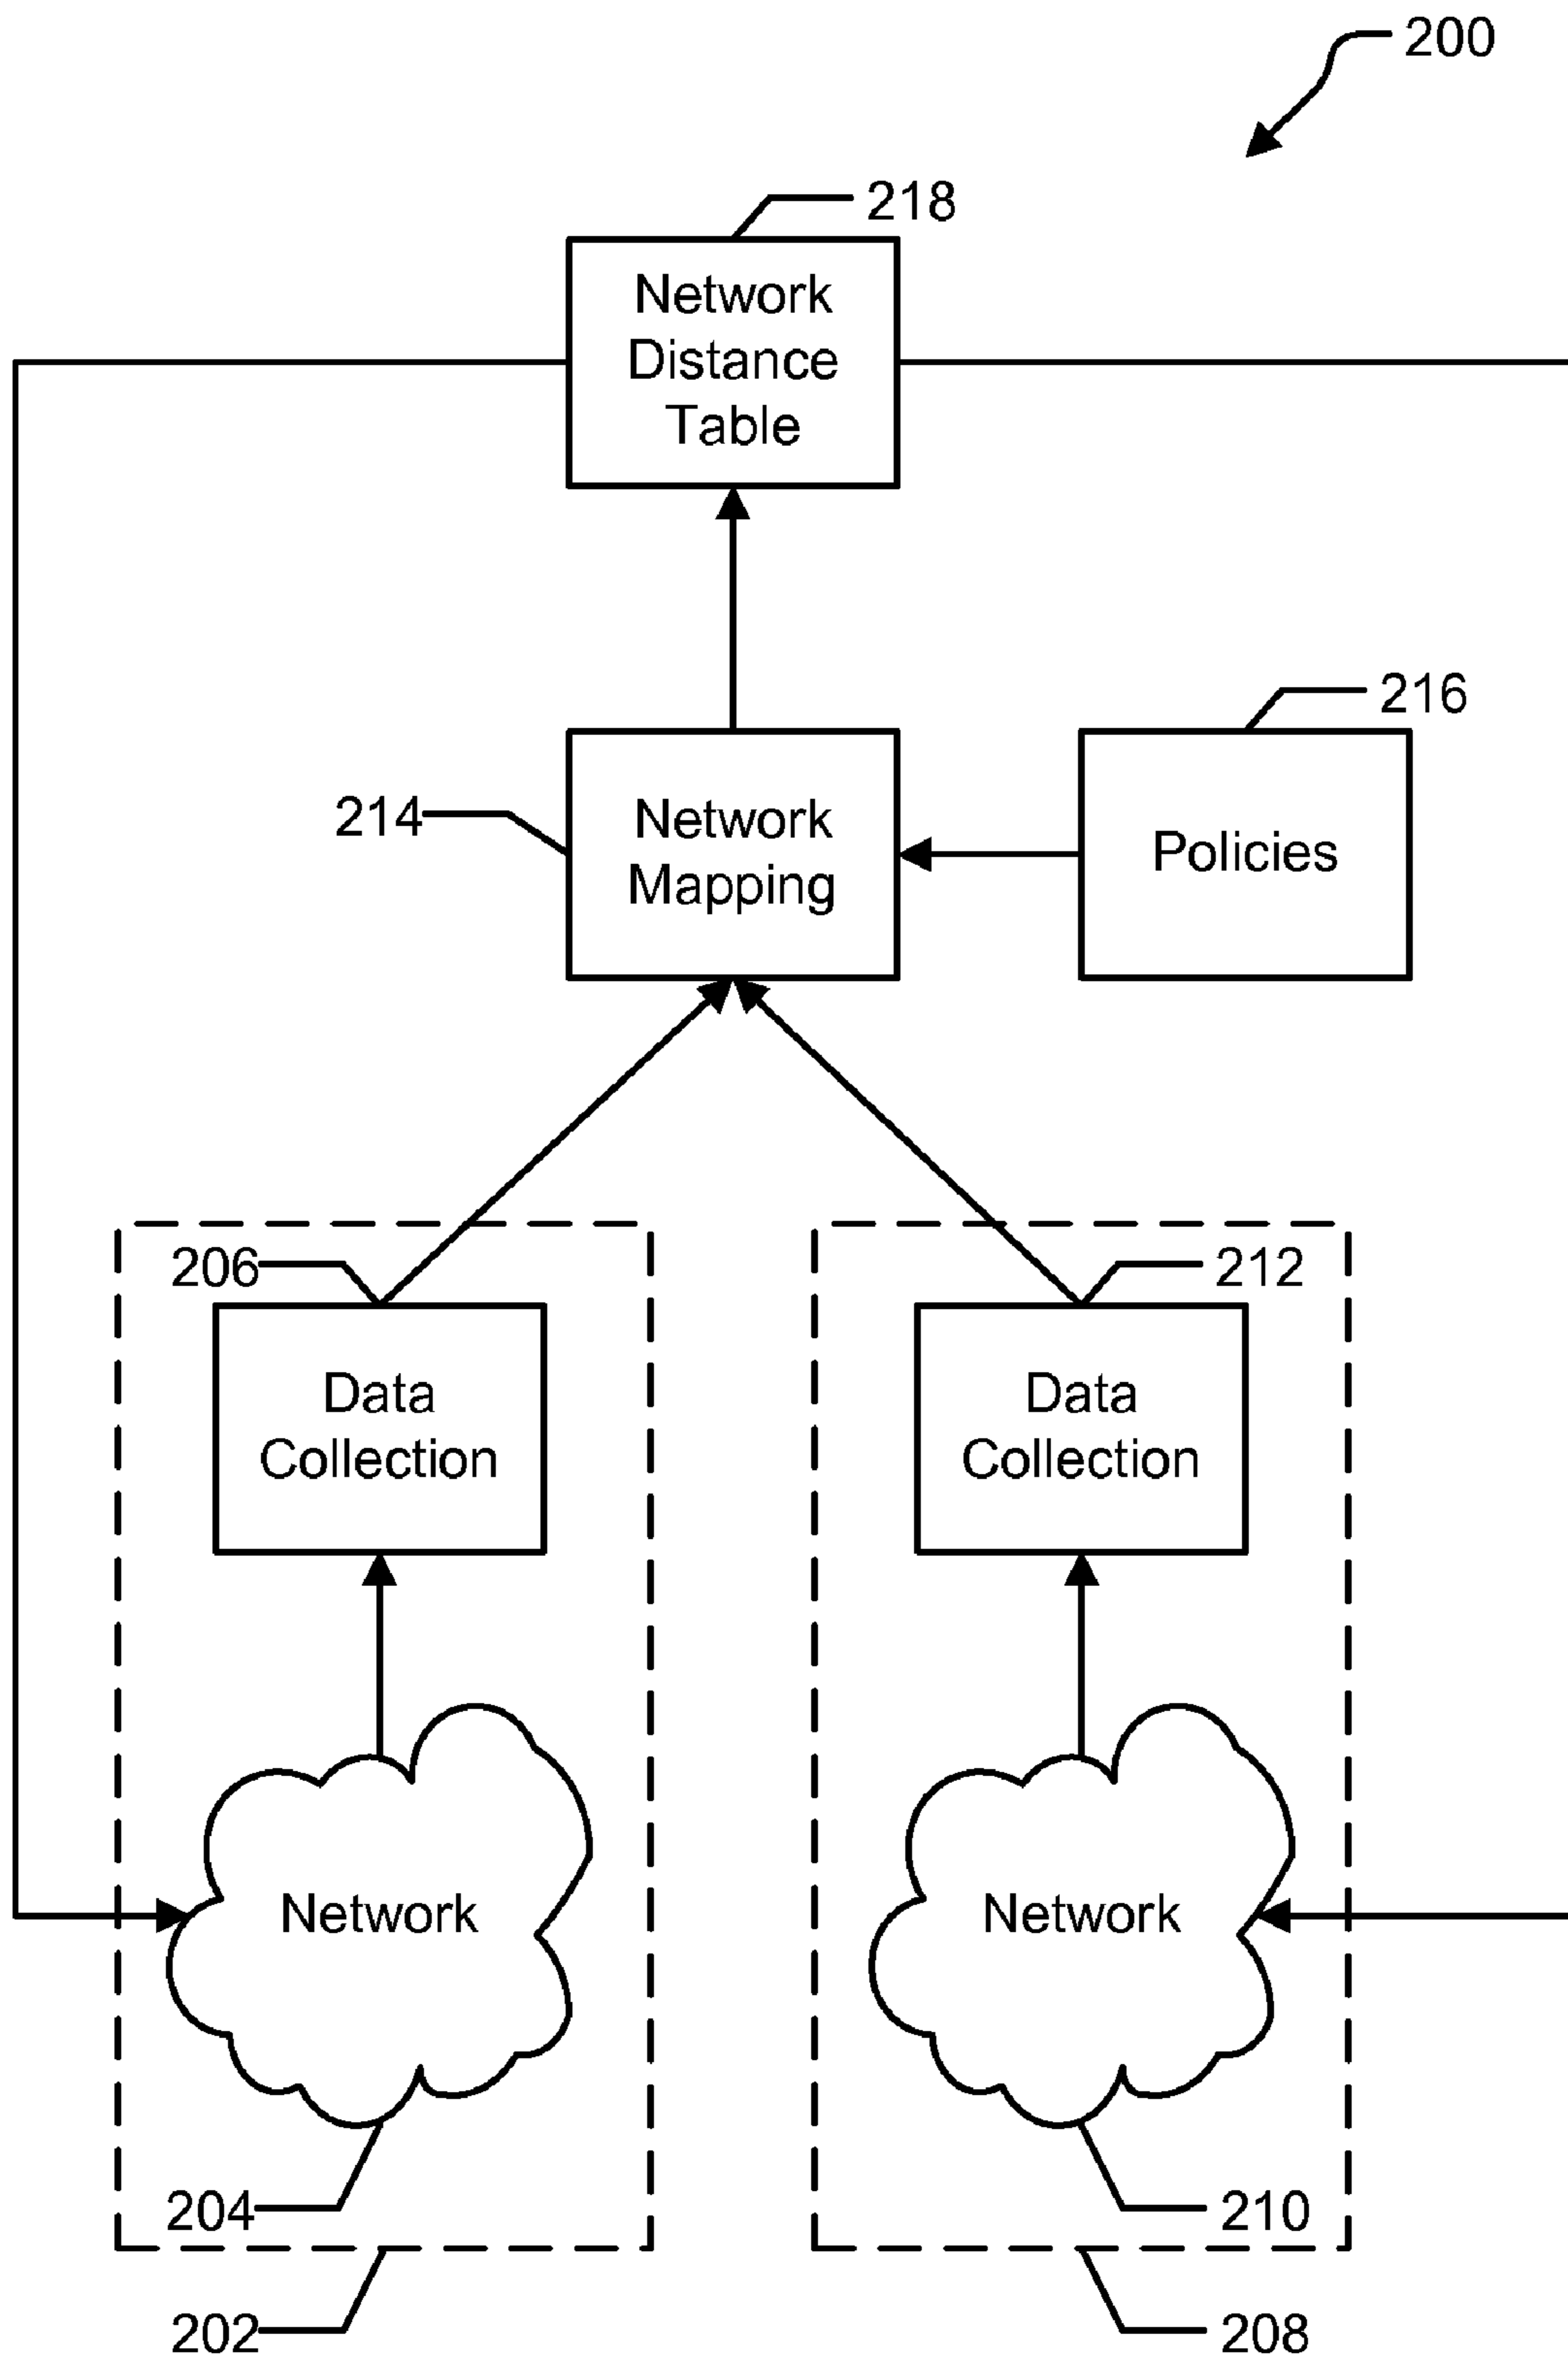 200
218
Network
Distance
Table
216
214
Network
Mapping
Policies
206
212
Data
Collection
Data
Collection
Network
Network
204
210
202
208